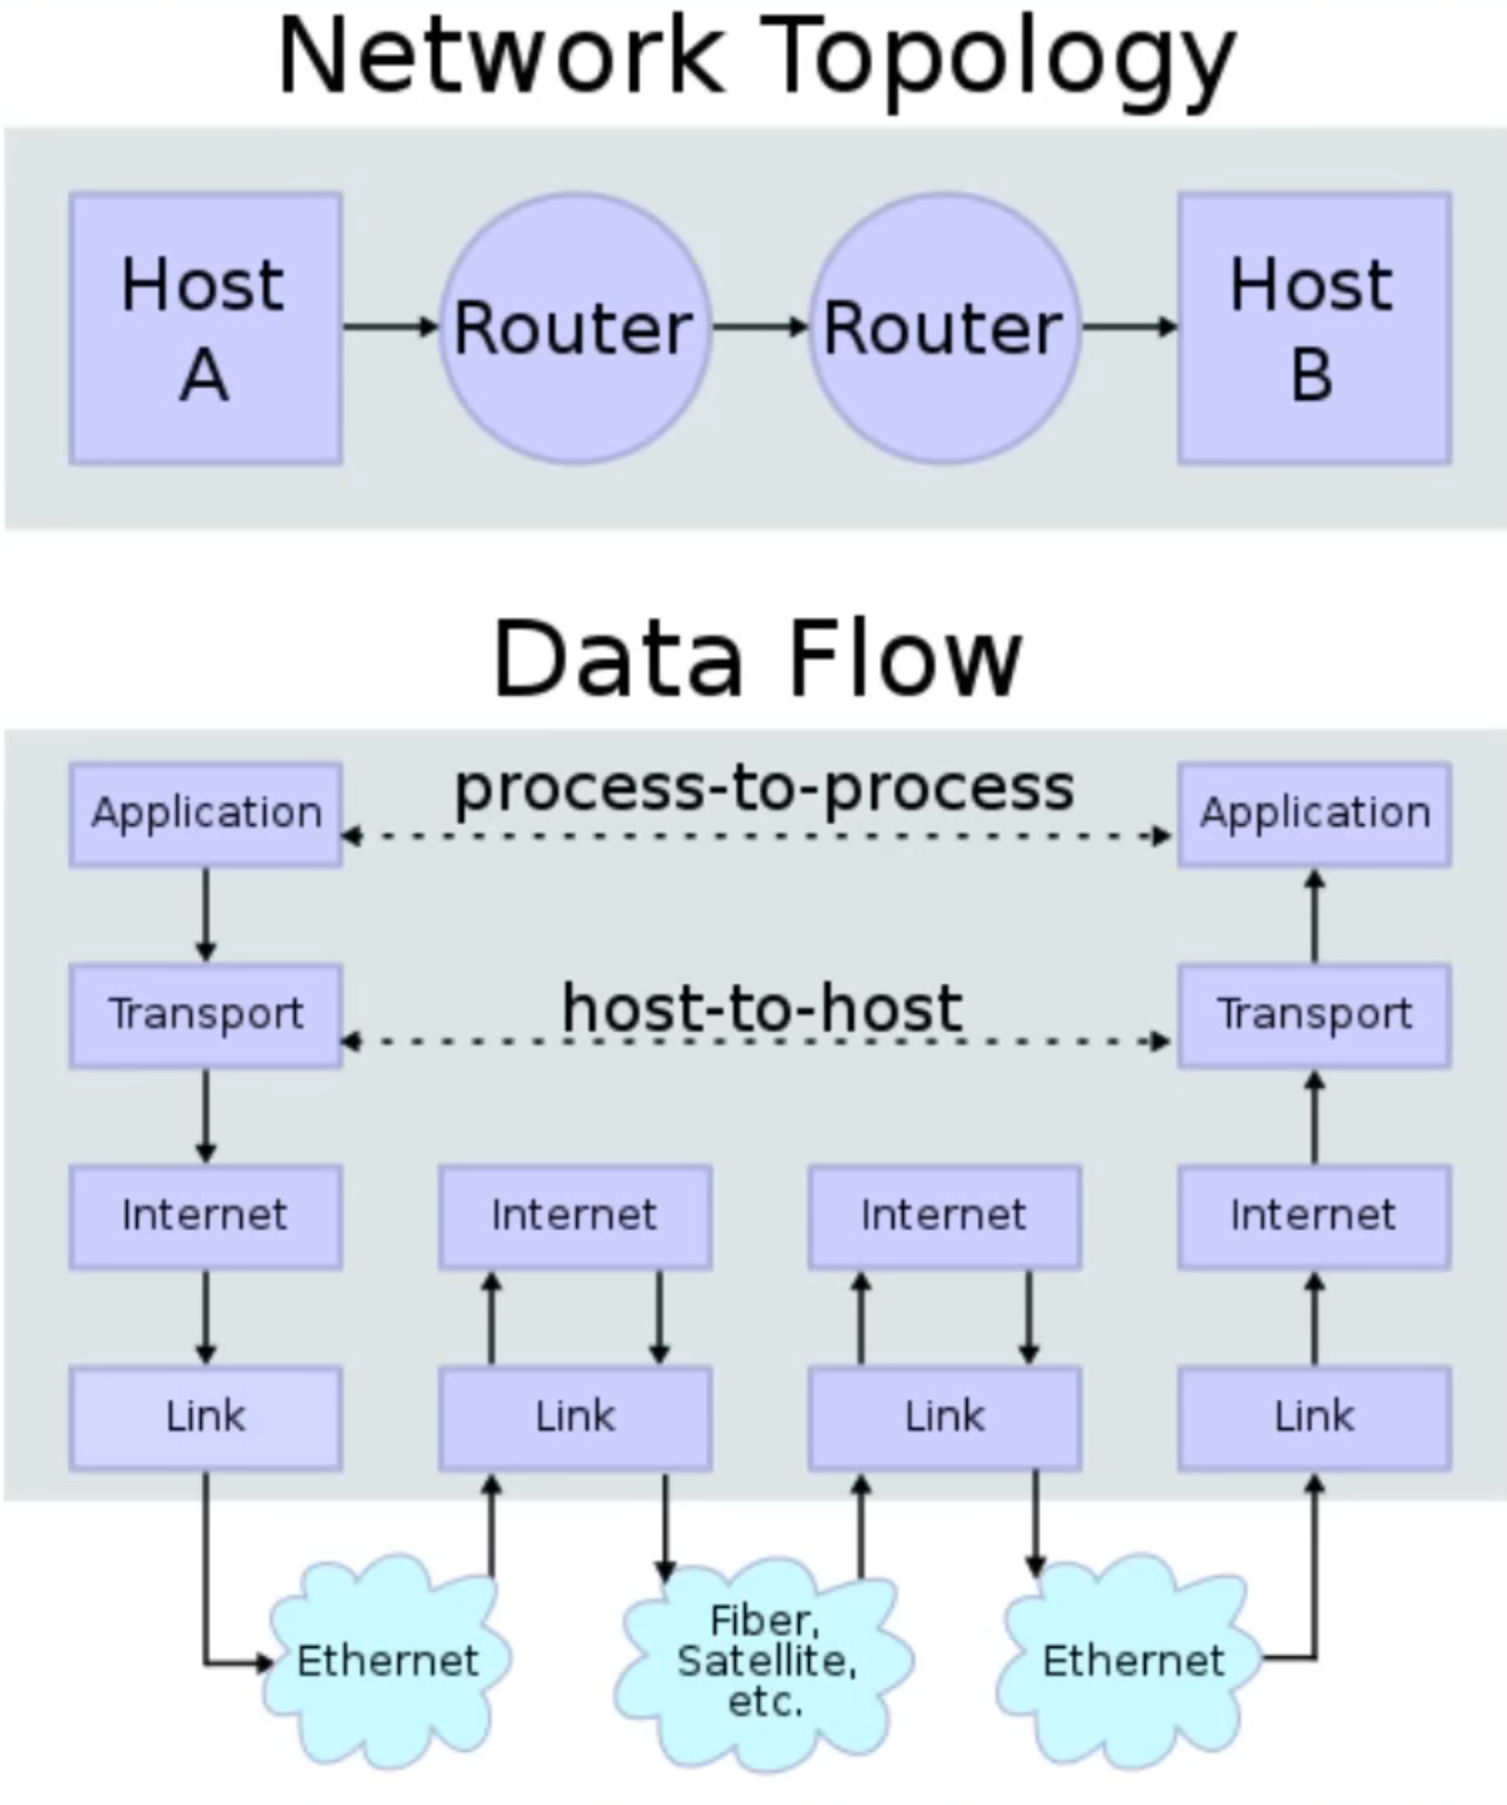 Network Topology
Host
A
Router
Router
Host
B
Data Flow
Application
process-to-process
Application
Transport
host-to-host
Transport
Internet
Internet
Internet
Internet
Link
Link
Link
Link
Ethernet
Fiber,
Satellite,
etc.
Ethernet